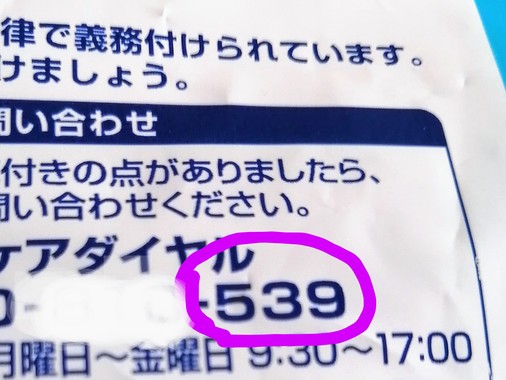 律で義務付けられています。
けましょう。
問い合わせ
付きの点がありましたら、
問い合わせください。
ケアダイヤル
0- -539
月曜日～金曜日 9:30～17:00